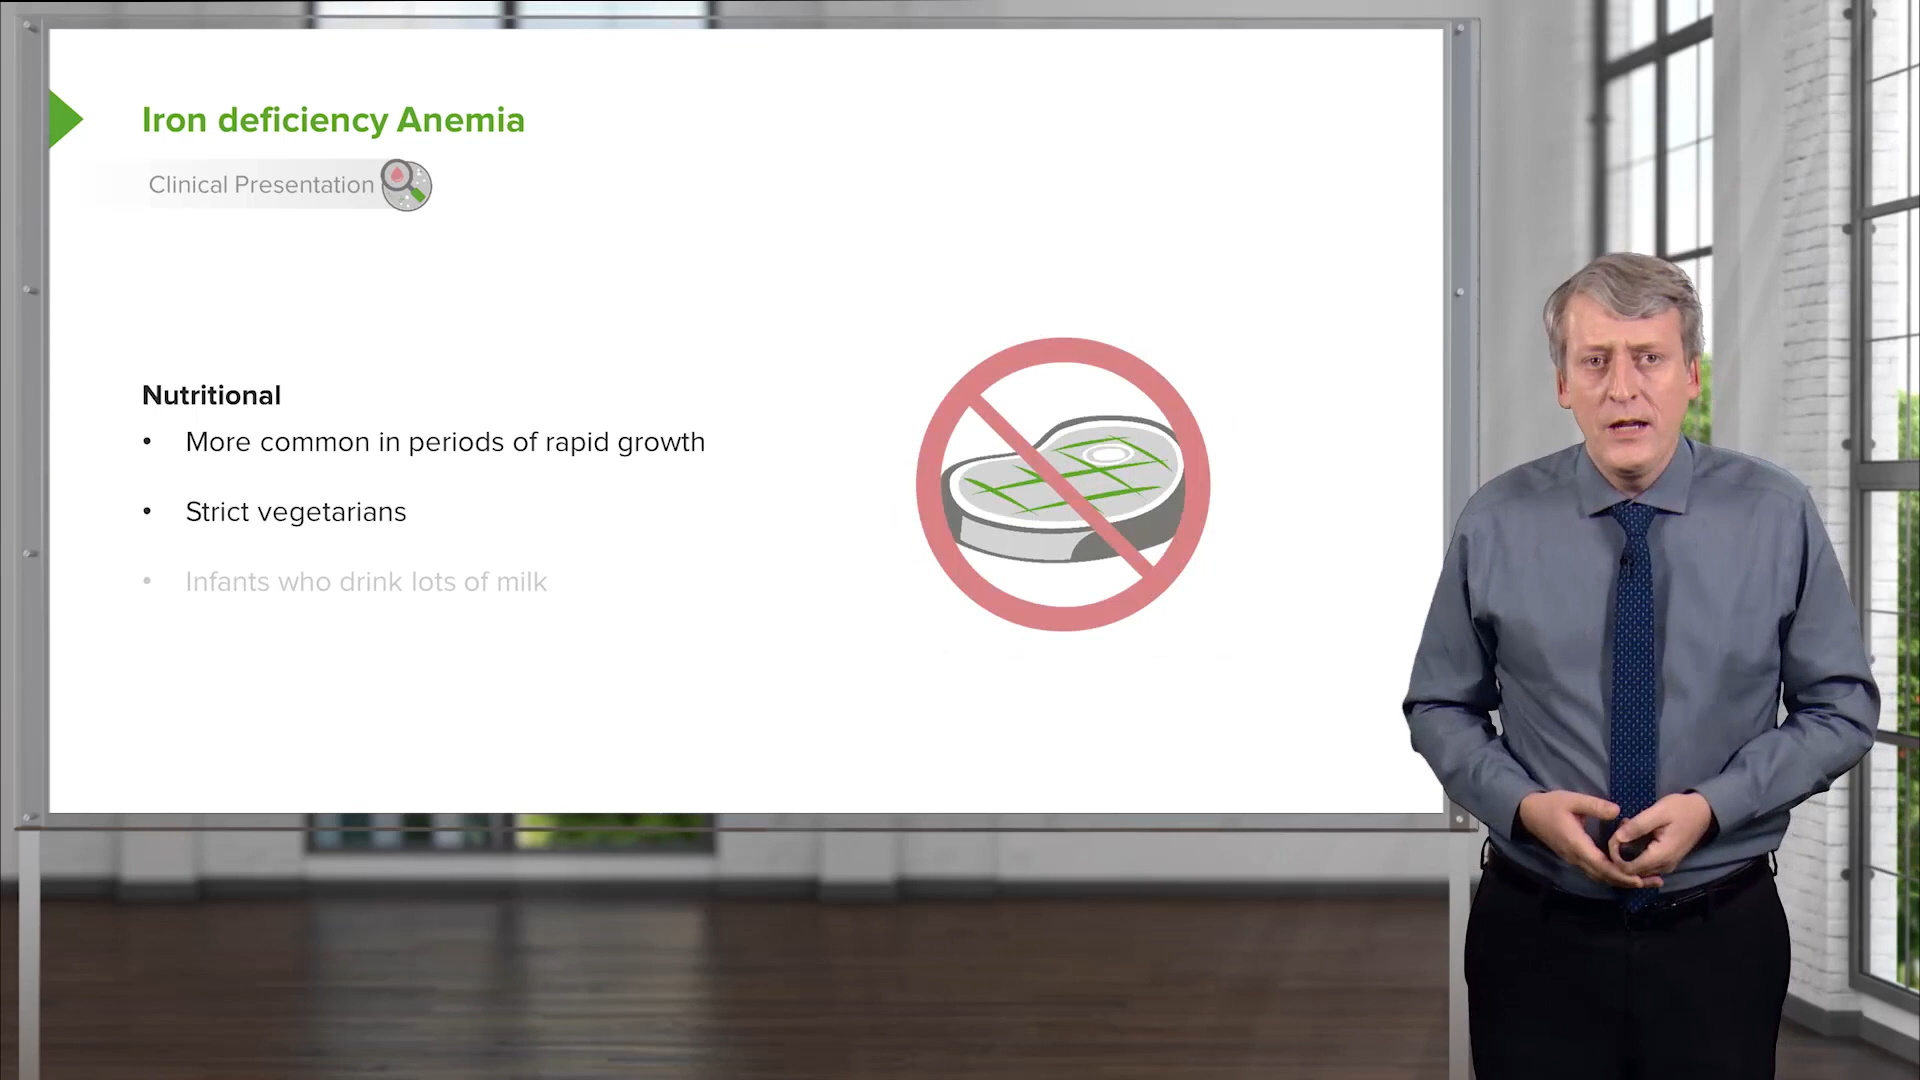 Iron deficiency Anemia
Clinical Presentation
Nutritional
• More common in periods of rapid growth
• Strict vegetarians
• Infants who drink lots of milk